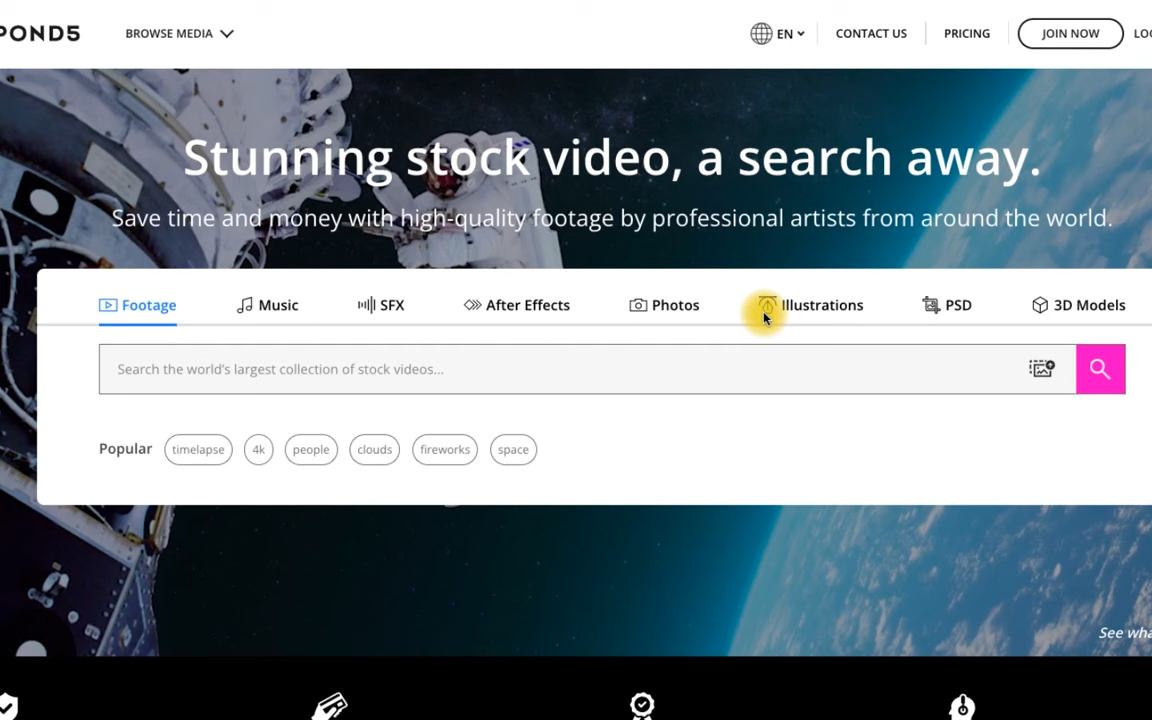 POND5
BROWSE MEDIA
EN
CONTACT US
PRICING
JOIN NOW
Stunning stock video, a search away.
Save time and money with high-quality footage by professional artists from around the world.
Footage
Music
SFX
After Effects
Photos
Illustrations
PSD
3D Models
Search the world's largest collection of stock videos...
Popular
timelapse
4k
people
clouds
fireworks
space
See